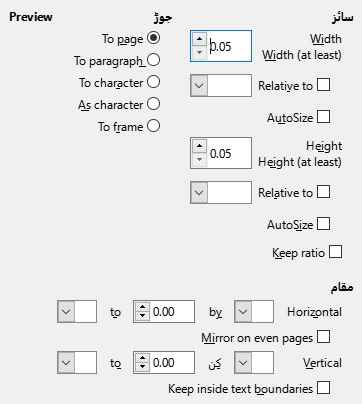 سائز
Width
Width (at least)
0.05
Relative to
AutoSize
Height
Height (at least)
0.05
Relative to
AutoSize
Keep ratio
جوڑ
To page
To paragraph
To character
As character
To frame
Preview
مقام
Horizontal by 0.00 to
Mirror on even pages
Vertical کن 0.00 to
Keep inside text boundaries